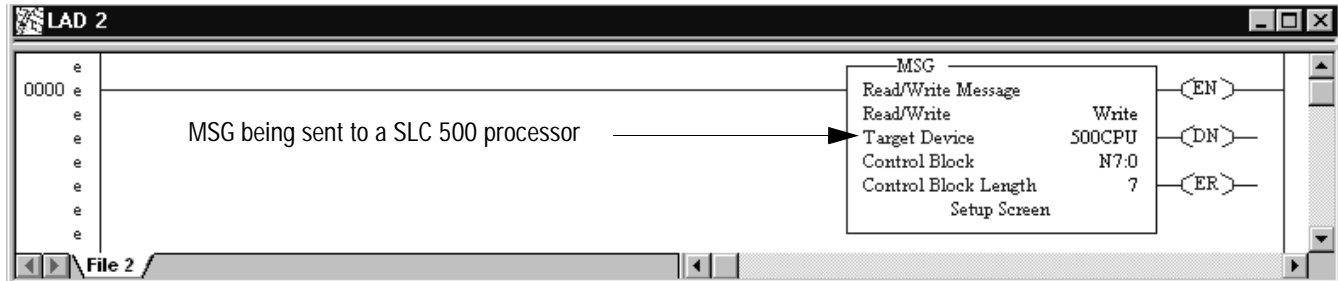 LAD 2
e
0000 e
e
e
e
e
e
e
MSG being sent to a SLC 500 processor
MSG
Read/Write Message
Read/Write Write
Target Device 500CPU
Control Block N7:0
Control Block Length 7
Setup Screen
EN
DN
ER
File 2